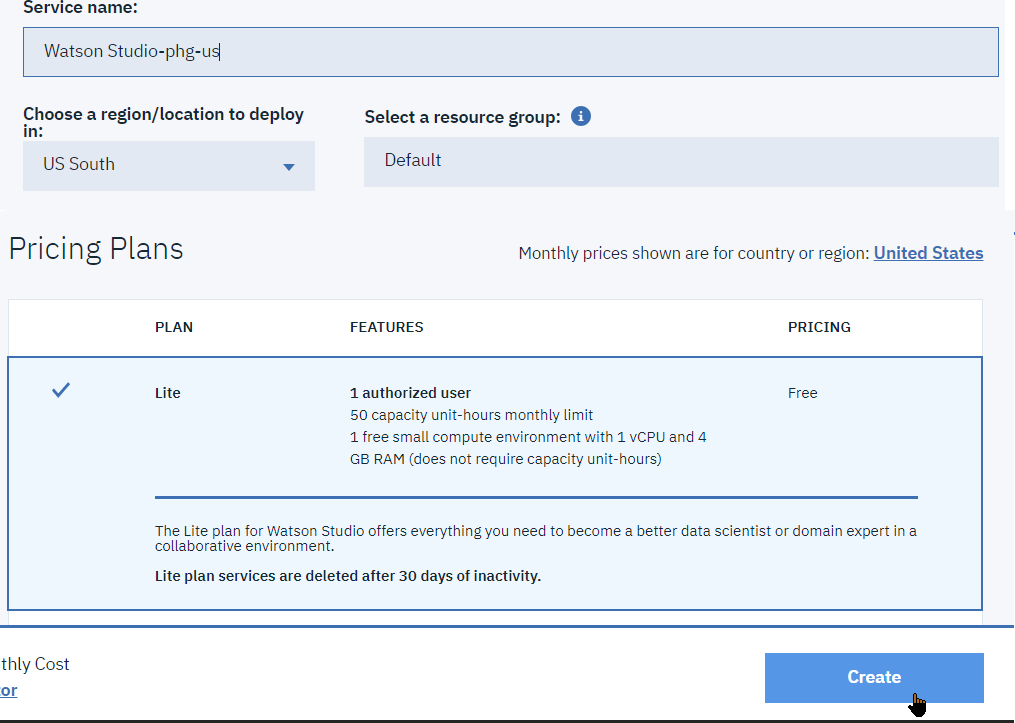 Service name:
Watson Studio-phg-us
Choose a region/location to deploy
in:
Select a resource group:
US South
Default
Pricing Plans
Monthly prices shown are for country or region: United States
PLAN FEATURES PRICING
Lite 1 authorized user Free
50 capacity unit-hours monthly limit
1 free small compute environment with 1 vCPU and 4
GB RAM (does not require capacity unit-hours)
The Lite plan for Watson Studio offers everything you need to become a better data scientist or domain expert in a
collaborative environment.
Lite plan services are deleted after 30 days of inactivity.
thly Cost
tor
Create